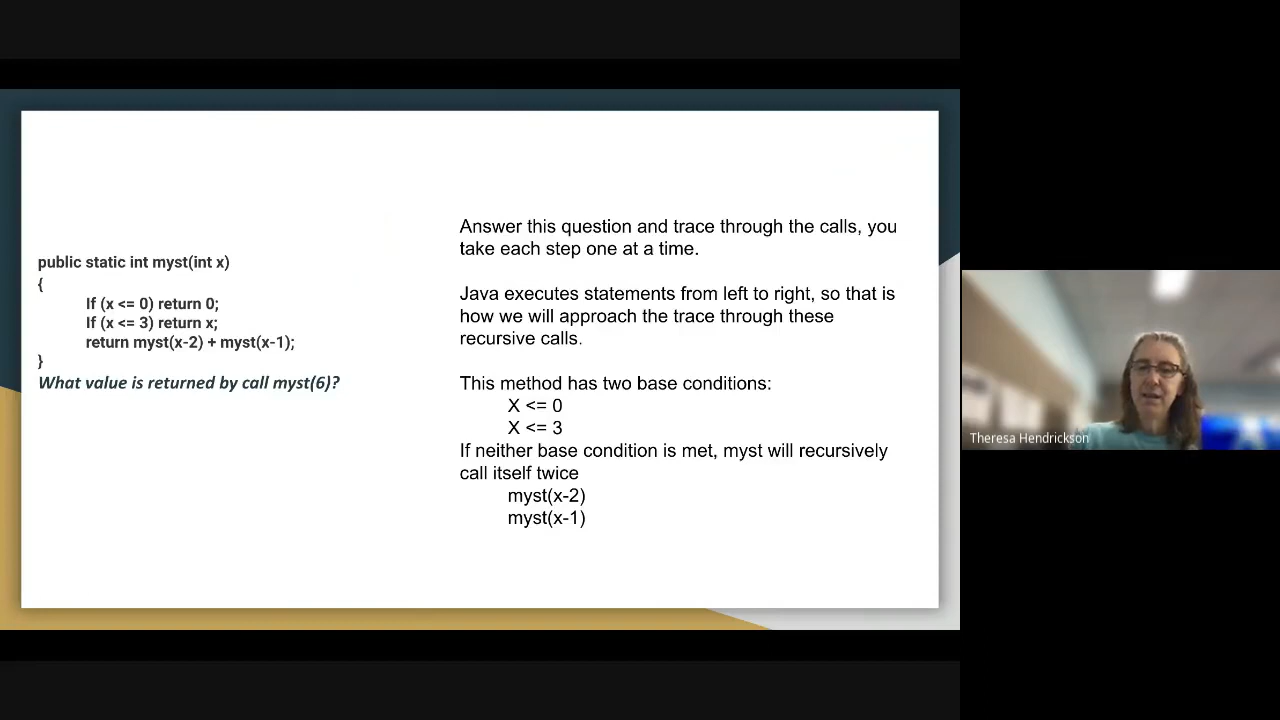 public static int myst(int x)
{
If (x <= 0) return 0;
If (x <= 3) return x;
return myst(x-2) + myst(x-1);
}
What value is returned by call myst(6)?
Answer this question and trace through the calls, you
take each step one at a time.
Java executes statements from left to right, so that is
how we will approach the trace through these
recursive calls.
This method has two base conditions:
X <= 0
X <= 3
If neither base condition is met, myst will recursively
call itself twice
myst(x-2)
myst(x-1)
Theresa Hendrickson